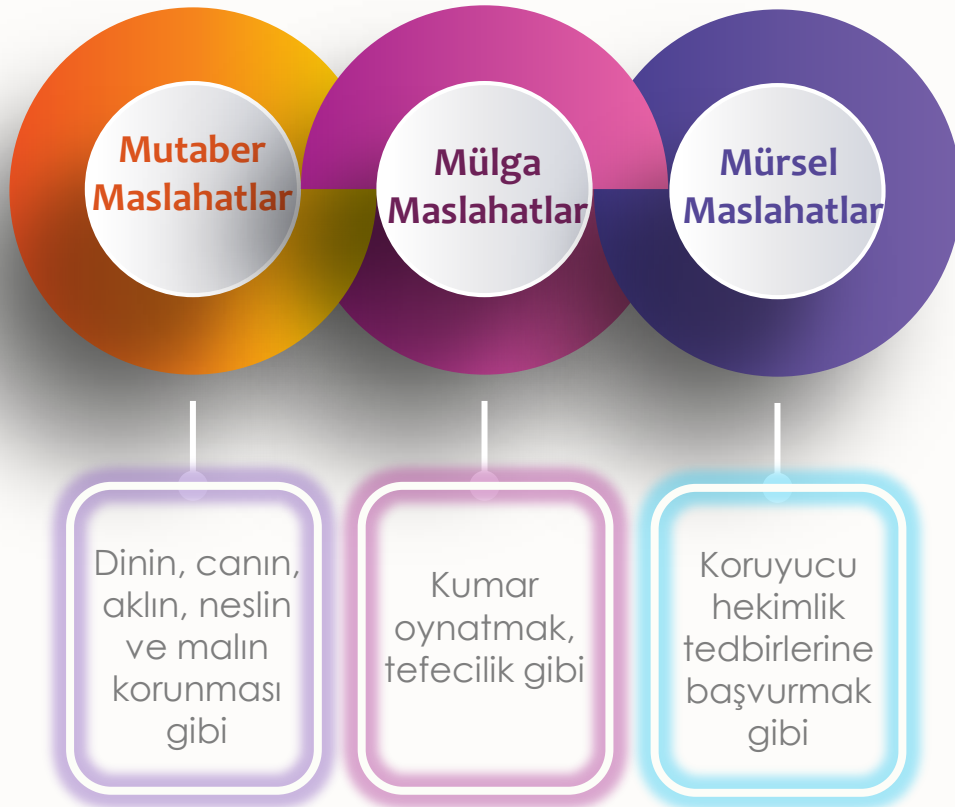 Mutaber
Maslahatlar
Mülga
Maslahatlar
Mürsel
Maslahatlar
Dinin, canın,
aklın, neslin
ve malın
korunması
gibi
Kumar
oynatmak,
tefecilik gibi
Koruyucu
hekimlik
tedbirlerine
başvurmak
gibi